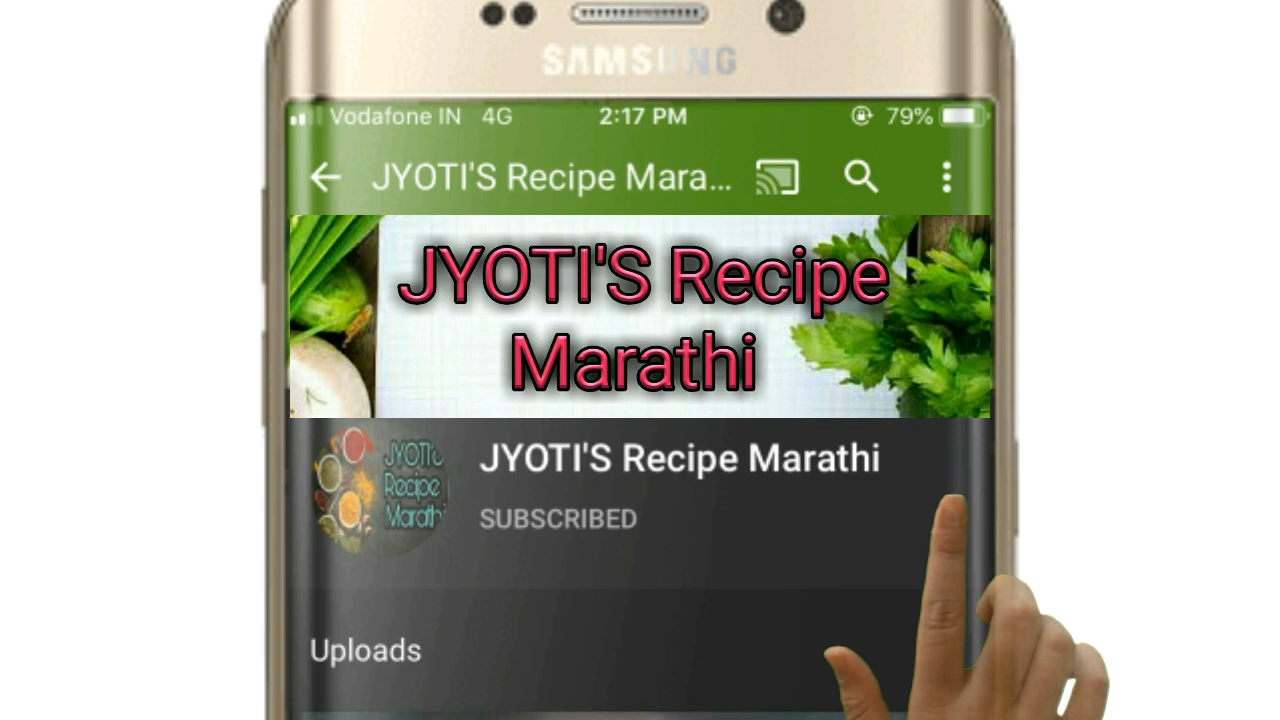 SAMSUNG
Vodafone IN 4G 2:17 PM 79%
JYOTI'S Recipe Mara...
JYOTI'S Recipe
Marathi
JYOTI'S Recipe Marathi
JYOTI'S
Recipe
Marathi
SUBSCRIBED
Uploads